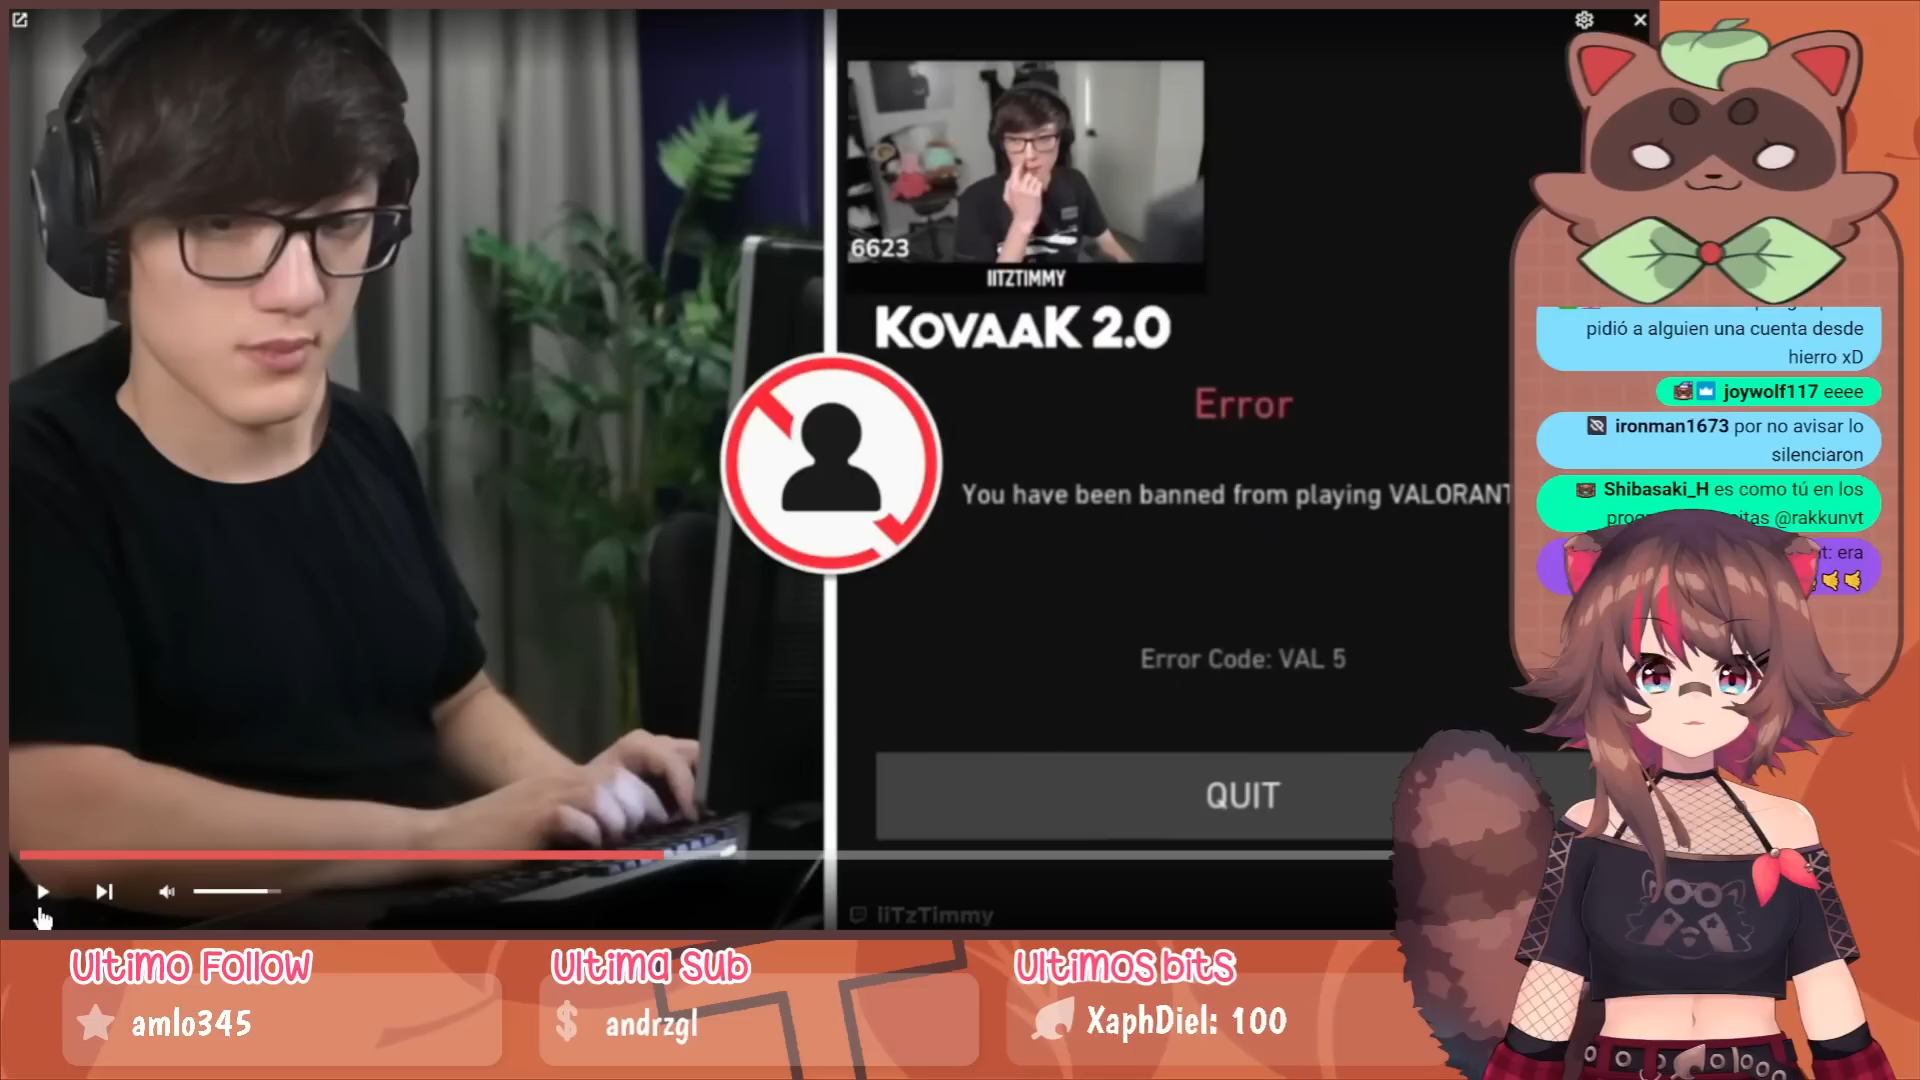 6623
IITZTIMMY
KOVAAK 2.0
Error
You have been banned from playing VALORANT
Error Code: VAL 5
QUIT
iiTzTimmy
pidió a alguien una cuenta desde
hierro xD
joywolf117 eeee
ironman1673 por no avisar lo
silenciaron
Shibasaki_H es como tú en los
@rakkunvt
era
Ultimo Follow
amlo345
Ultima Sub
andrzgl
Ultimos bits
XaphDiel: 100